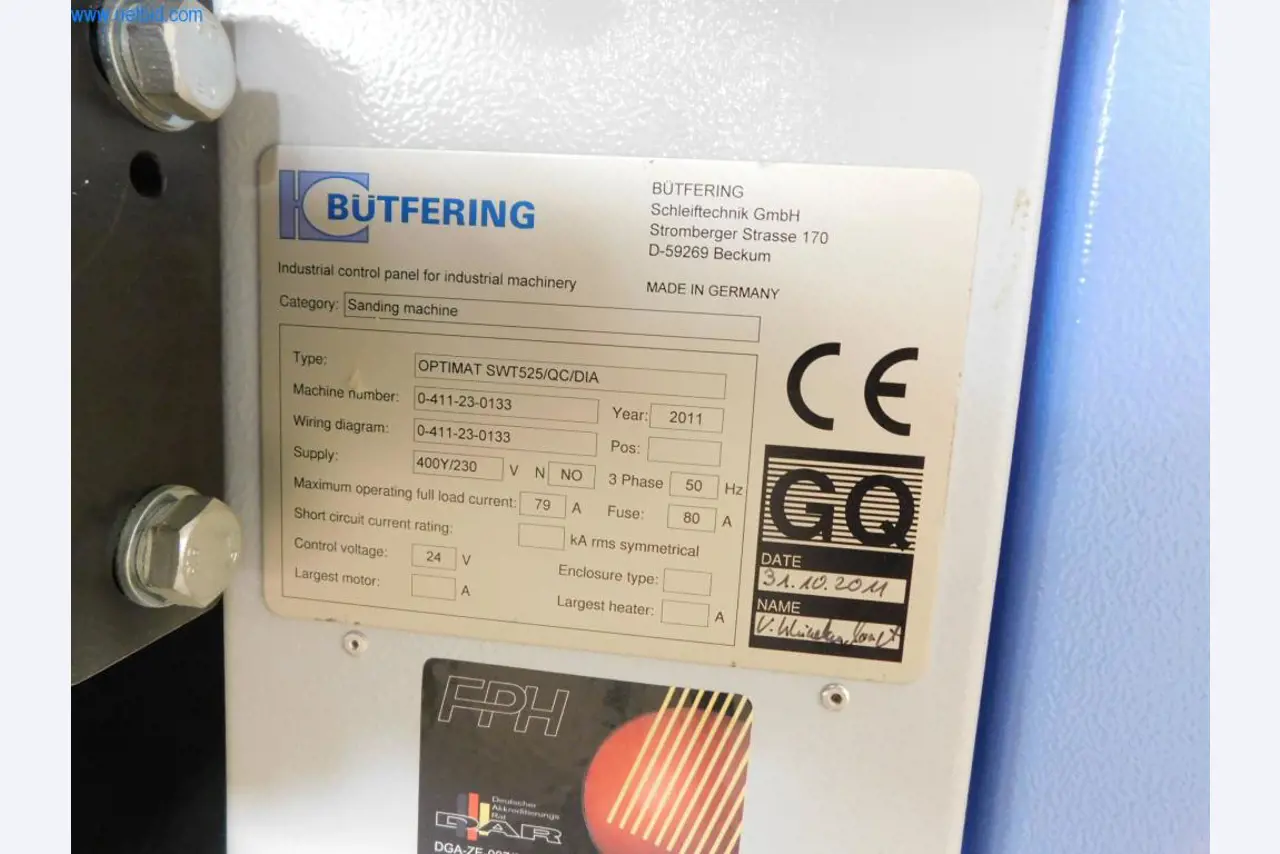 www.netbid.com
BÜTFERING
BÜTFERING
Schleiftechnik GmbH
Stromberger Strasse 170
D-59269 Beckum
Industrial control panel for industrial machinery
MADE IN GERMANY
Category: Sanding machine
CE
Type: OPTIMAT SWT525/QC/DIA
Machine number: 0-411-23-0133 Year: 2011
Wiring diagram: 0-411-23-0133 Pos:
Supply: 400Y/230 V N NO 3 Phase 50 Hz
Maximum operating full load current: 79 A Fuse: 80 A
Short circuit current rating: kA rms symmetrical
Control voltage: 24 V Enclosure type:
Largest motor: A Largest heater: A
GQ
DATE
31.10.2011
NAME
FPH
Deutscher
Akkreditierungs
Rat
DAR